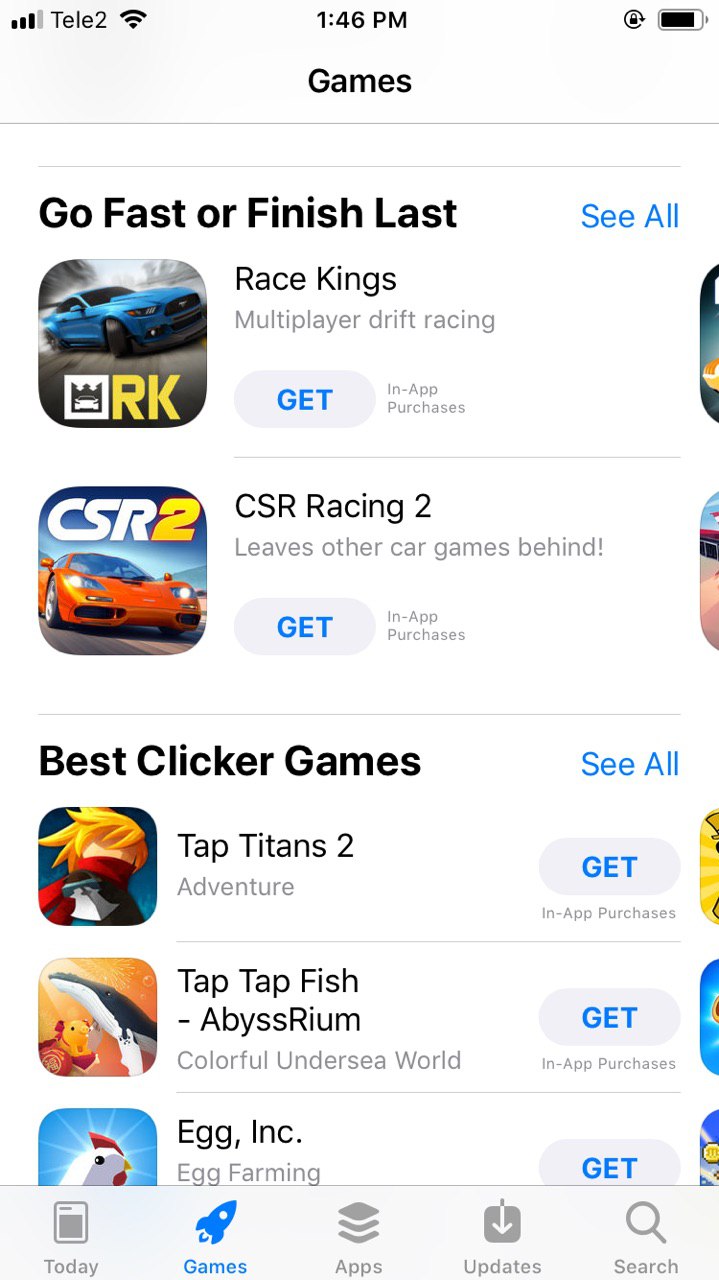 Tele2
1:46 PM
Games
Go Fast or Finish Last
See All
RK
Race Kings
Multiplayer drift racing
GET
In-App
Purchases
CSR2
CSR Racing 2
Leaves other car games behind!
GET
In-App
Purchases
Best Clicker Games
See All
Tap Titans 2
Adventure
GET
In-App Purchases
Tap Tap Fish
- AbyssRium
Colorful Undersea World
GET
In-App Purchases
Egg, Inc.
Egg Farming
GET
Today
Games
Apps
Updates
Search